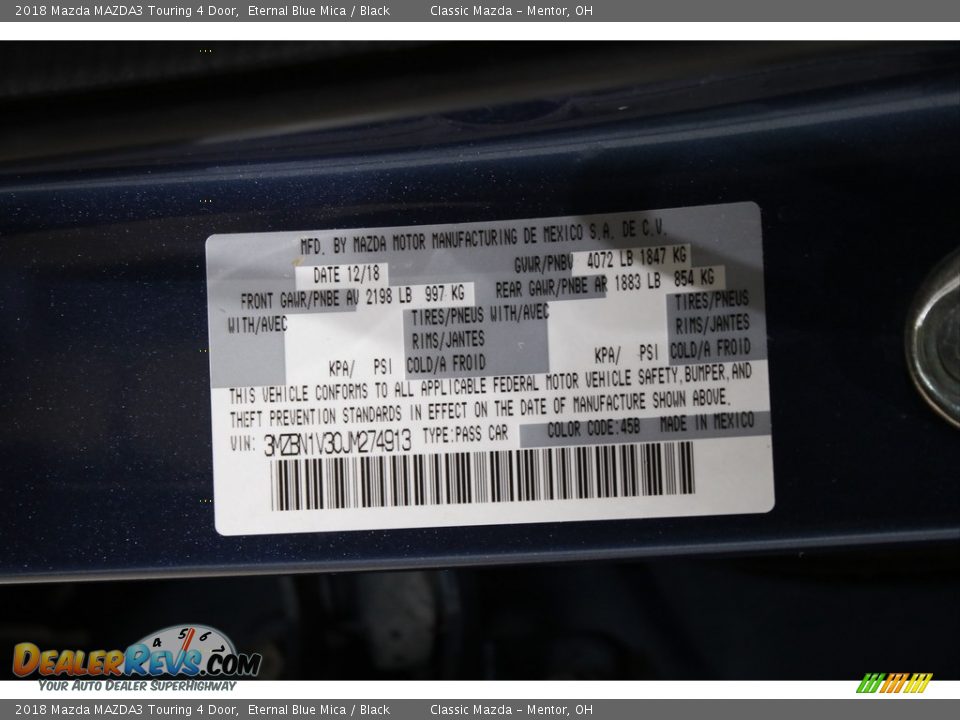 2018 Mazda MAZDA3 Touring 4 Door, Eternal Blue Mica / Black Classic Mazda - Mentor, OH
MFD. BY MAZDA MOTOR MANUFACTURING DE MEXICO S.A. DE C.V.
DATE 12/18 GVWR/PNBV 4072 LB 1847 KG
FRONT GAWR/PNBE AV 2198 LB 997 KG REAR GAWR/PNBE AR 1883 LB 854 KG
WITH/AVEC TIRES/PNEUS WITH/AVEC TIRES/PNEUS
RIMS/JANTES RIMS/JANTES
KPA/ PSI COLD/A FROID KPA/ PSI COLD/A FROID
THIS VEHICLE CONFORMS TO ALL APPLICABLE FEDERAL MOTOR VEHICLE SAFETY, BUMPER, AND
THEFT PREVENTION STANDARDS IN EFFECT ON THE DATE OF MANUFACTURE SHOWN ABOVE.
VIN: 3MZBN1V30JM274913 TYPE:PASS CAR COLOR CODE:45B MADE IN MEXICO
4 5 6
DEALERREVS.COM
YOUR AUTO DEALER SUPERHIGHWAY
2018 Mazda MAZDA3 Touring 4 Door, Eternal Blue Mica / Black Classic Mazda - Mentor, OH